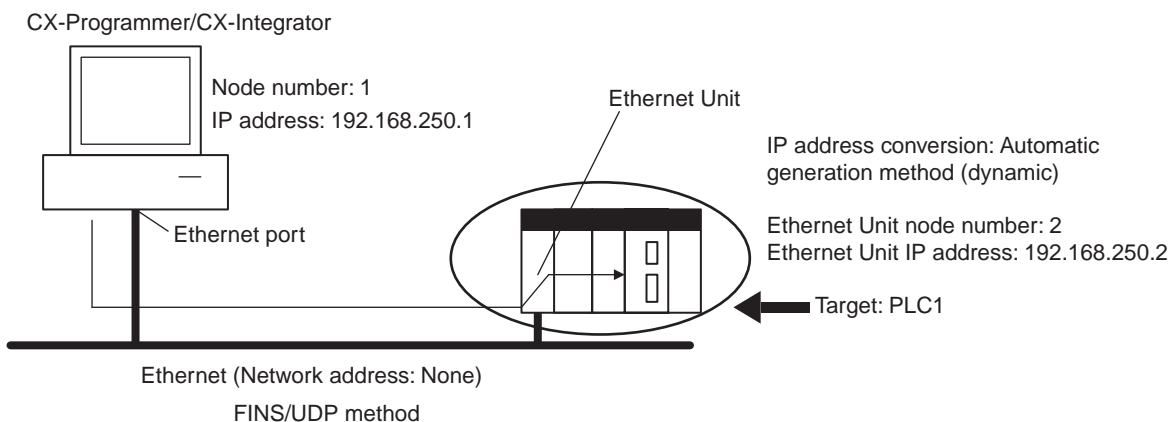 CX-Programmer/CX-Integrator
Node number: 1
IP address: 192.168.250.1
Ethernet Unit
IP address conversion: Automatic
generation method (dynamic)
Ethernet port
Ethernet Unit node number: 2
Ethernet Unit IP address: 192.168.250.2
Target: PLC1
Ethernet (Network address: None)
FINS/UDP method